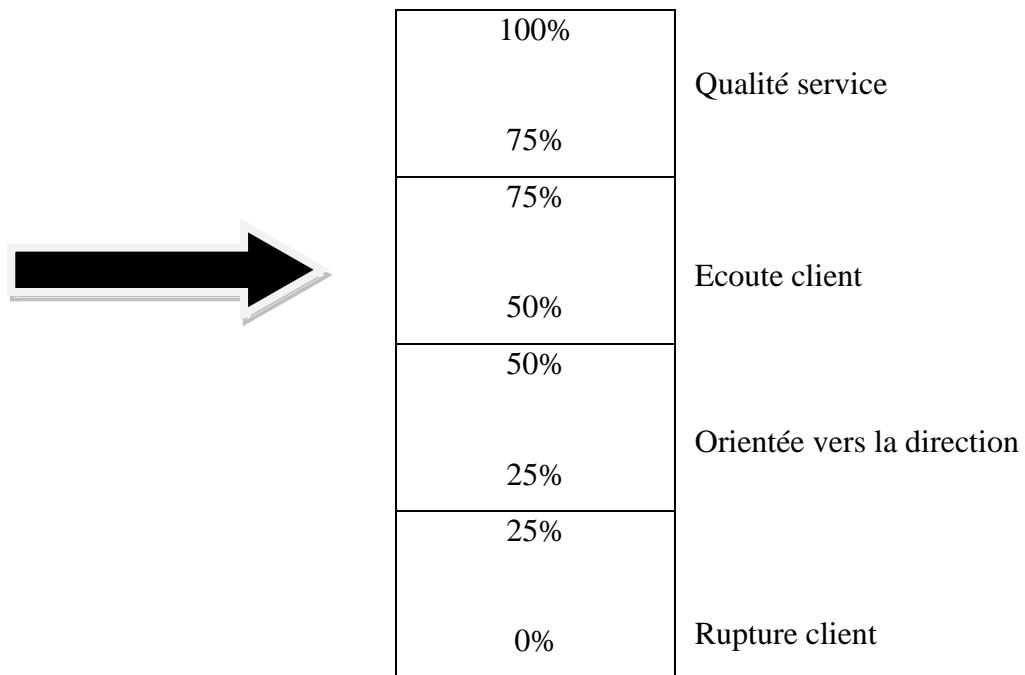 100%
Qualité service
75%
75%
Ecoute client
50%
50%
Orientée vers la direction
25%
25%
Rupture client
0%